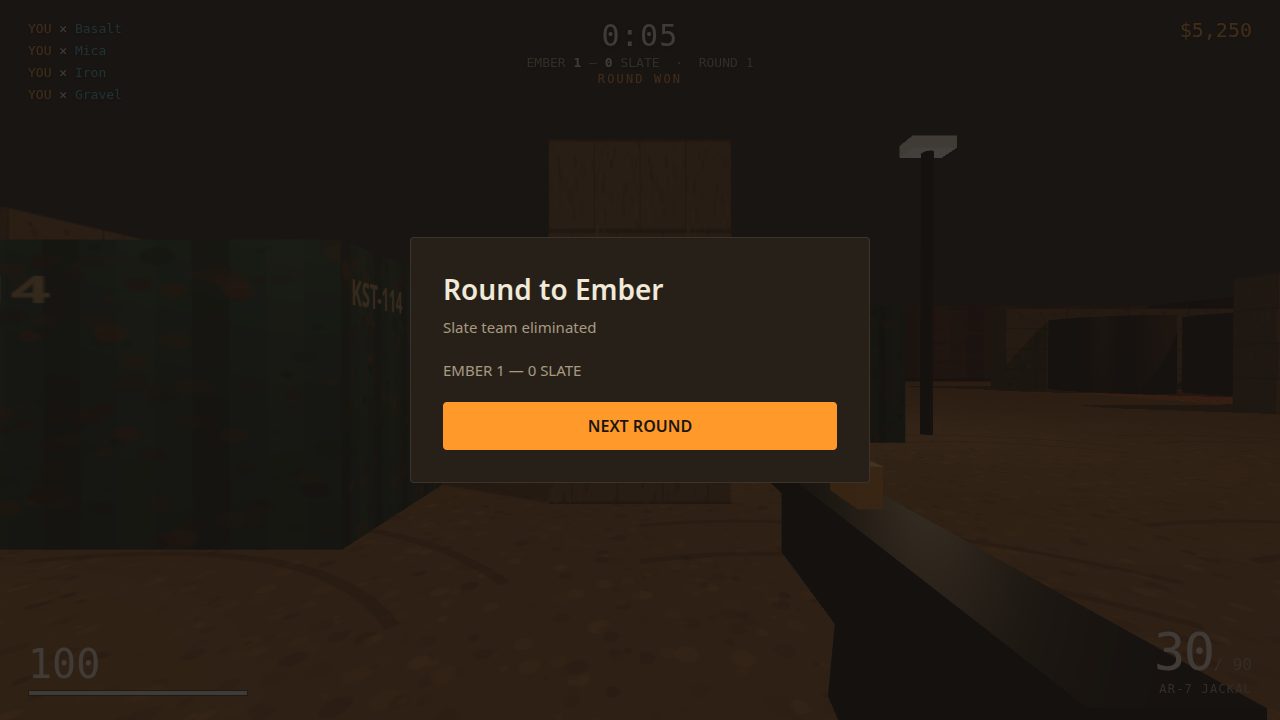 YOU × Basalt
YOU × Mica
YOU × Iron
YOU × Gravel
0:05
EMBER 1 — 0 SLATE · ROUND 1
ROUND WON
$5,250
4
KST-114
Round to Ember
Slate team eliminated
EMBER 1 — 0 SLATE
NEXT ROUND
100
30 / 90
AR-7 JACKAL